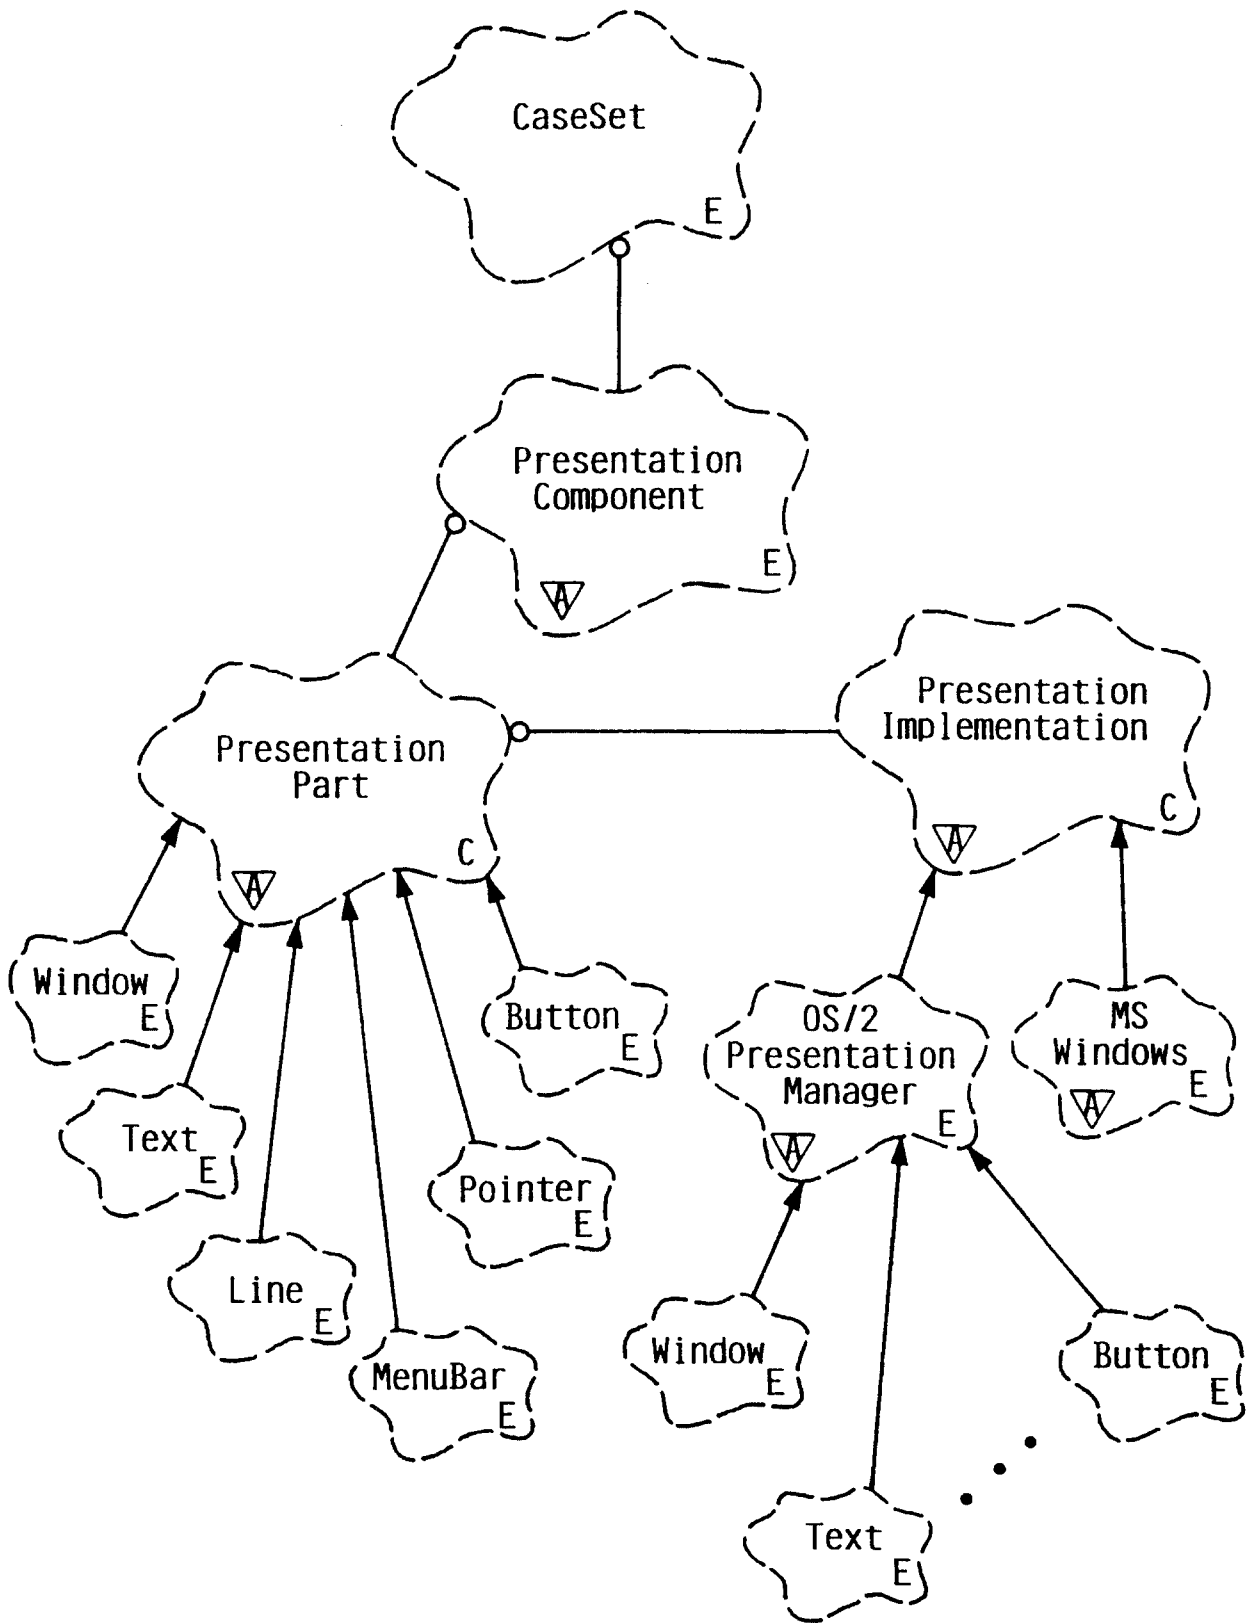 CaseSet
E
Presentation
Component
E
A
Presentation
Implementation
C
A
Presentation
Part
C
A
Window
E
Button
E
OS/2
Presentation
Manager
E
A
MS
Windows
E
A
Text
E
Pointer
E
Line
E
MenuBar
E
Window
E
Button
E
Text
E